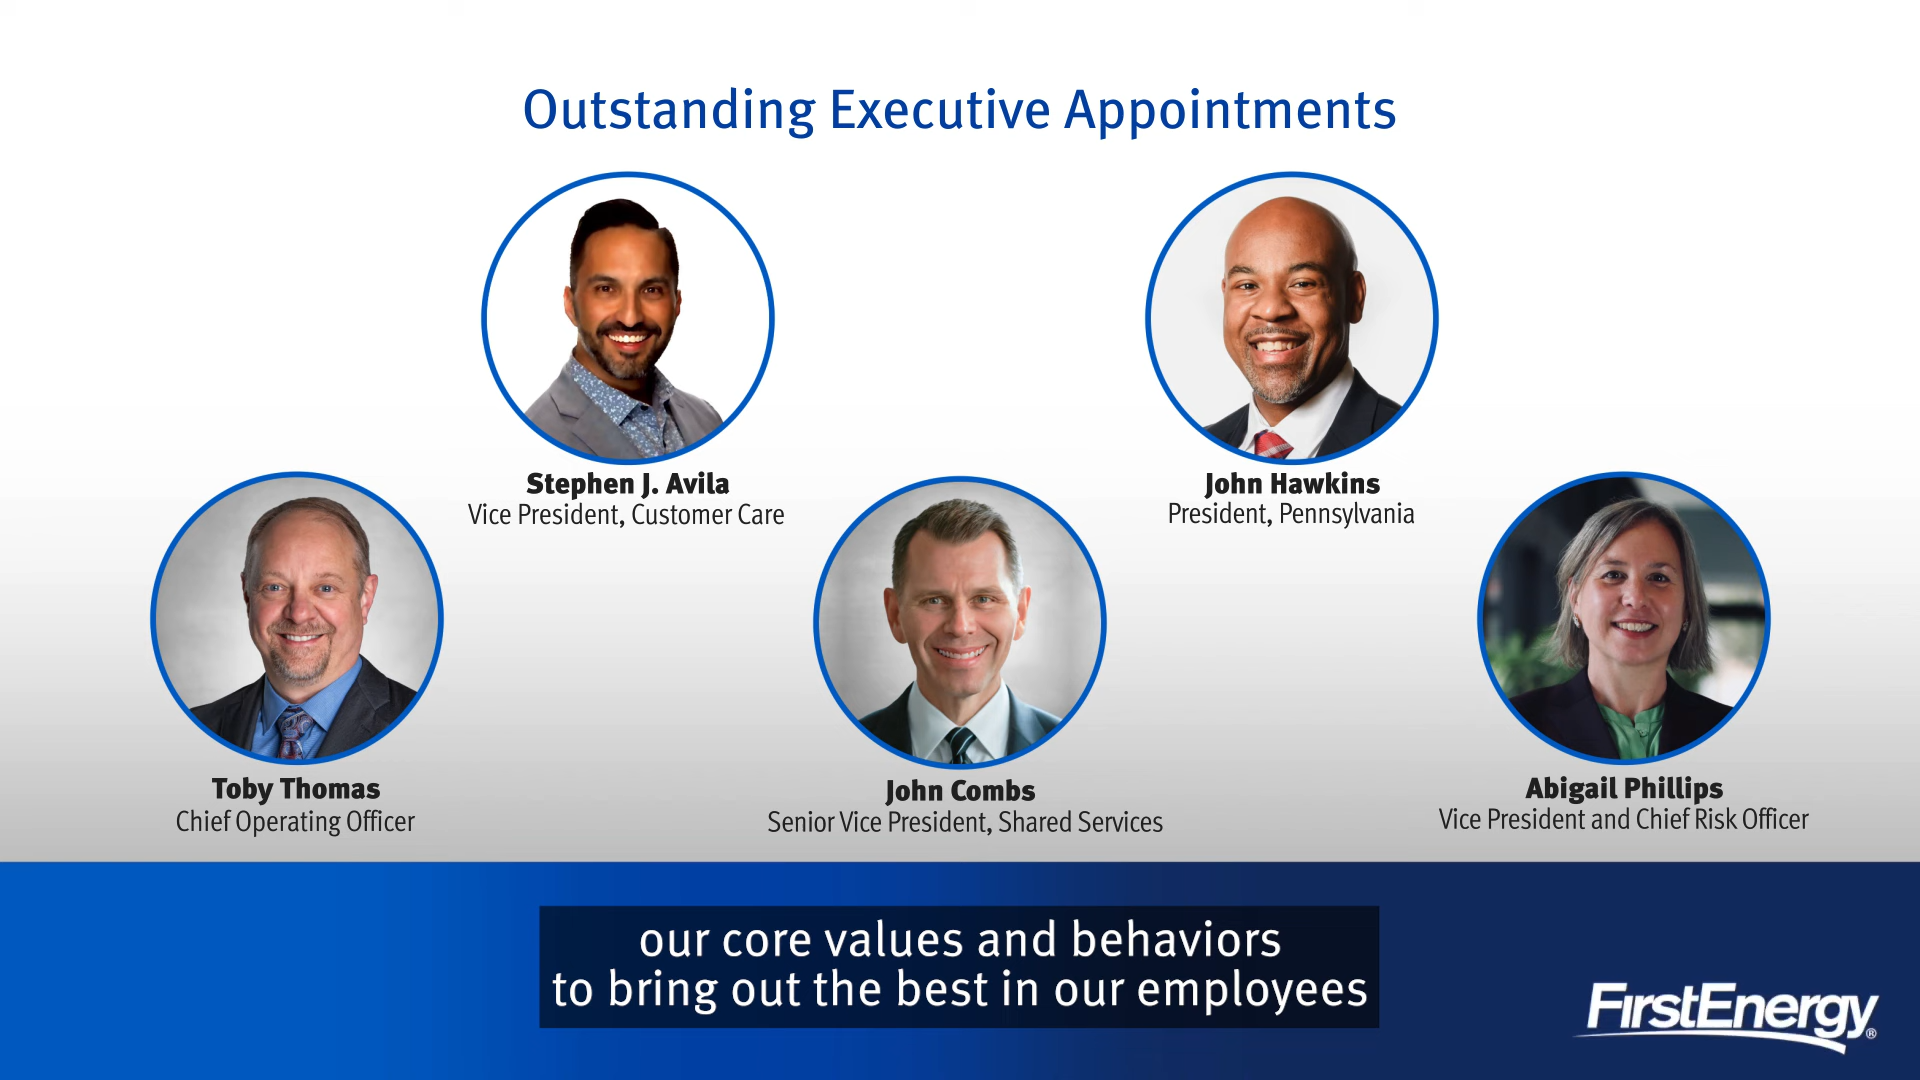 Outstanding Executive Appointments
Stephen J. Avila
Vice President, Customer Care
John Hawkins
President, Pennsylvania
Toby Thomas
Chief Operating Officer
John Combs
Senior Vice President, Shared Services
Abigail Phillips
Vice President and Chief Risk Officer
our core values and behaviors
to bring out the best in our employees
FirstEnergy®